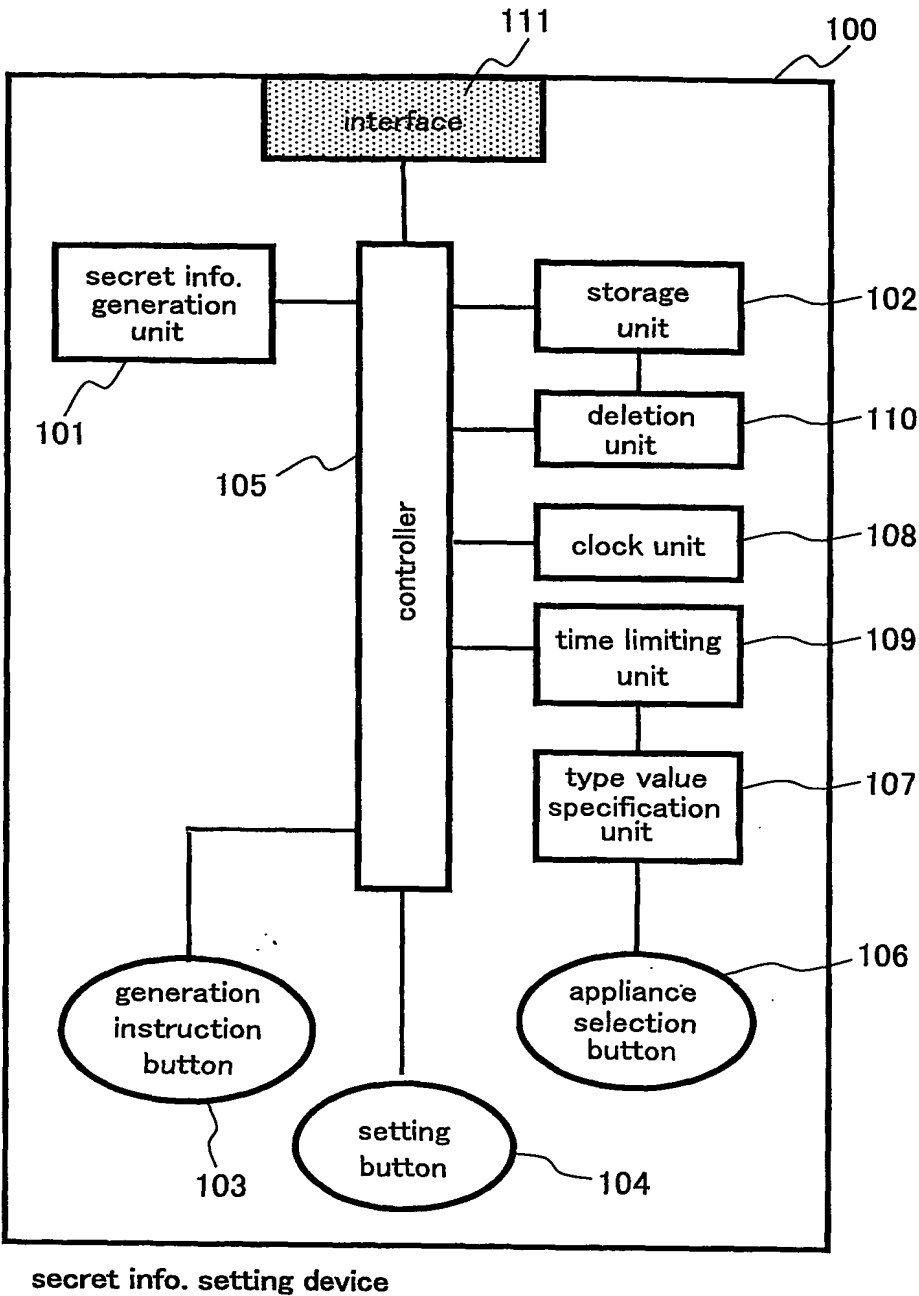 111
100
interface
secret info.
generation
unit
101
storage
unit
102
deletion
unit
110
105
controller
clock unit
108
time limiting
unit
109
type value
specification
unit
107
generation
instruction
button
103
appliance
selection
button
106
setting
button
104
secret info. setting device